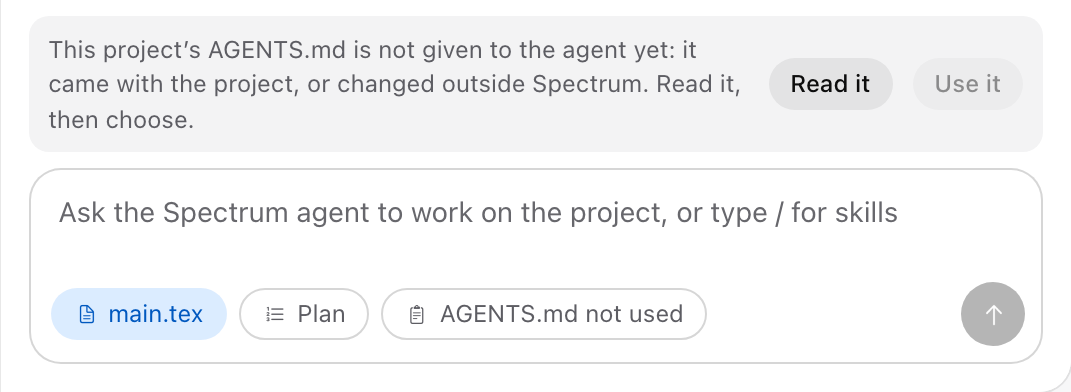 This project’s AGENTS.md is not given to the agent yet: it
came with the project, or changed outside Spectrum. Read it,
then choose.
Read it
Use it
Ask the Spectrum agent to work on the project, or type / for skills
main.tex
Plan
AGENTS.md not used